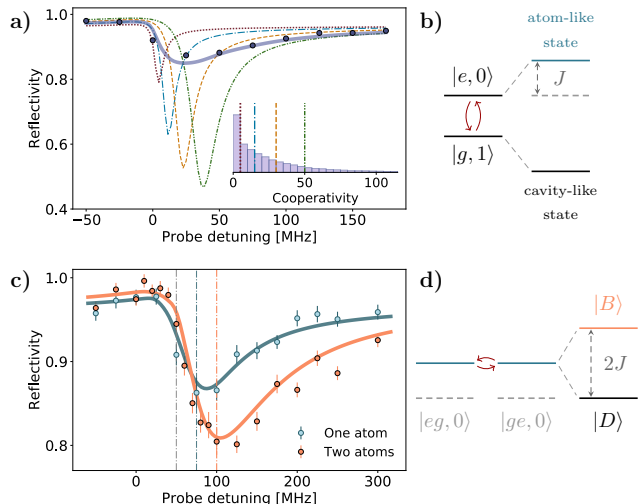 a)
1.0
0.8
0.6
0.4
Reflectivity
−50
0
50
100
150
Probe detuning [MHz]
0
50
100
Cooperativity
b)
atom-like
state
|e, 0⟩
J
|g, 1⟩
cavity-like
state
c)
1.0
0.9
0.8
Reflectivity
One atom
Two atoms
0
100
200
300
Probe detuning [MHz]
d)
|B⟩
2J
|eg, 0⟩
|ge, 0⟩
|D⟩